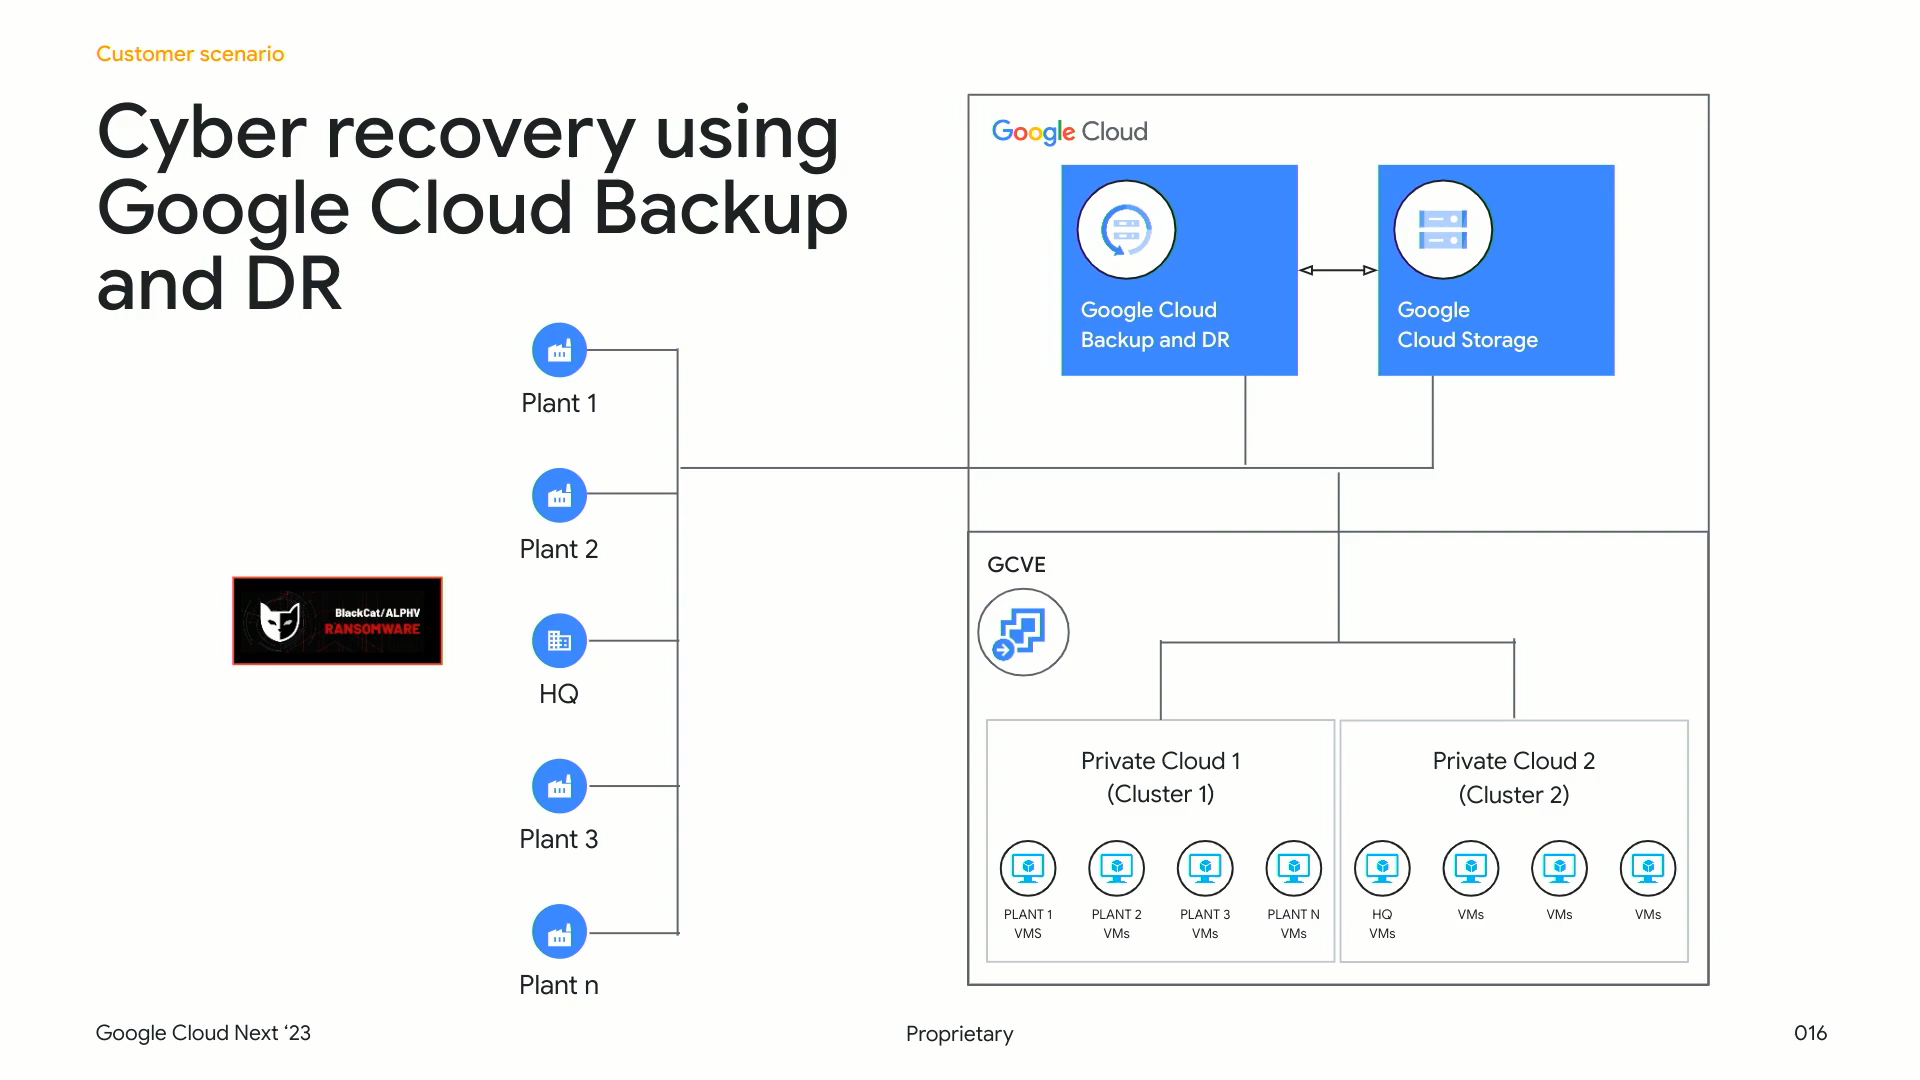 Customer scenario
Cyber recovery using
Google Cloud Backup
and DR
Plant 1
Plant 2
BlackCat/ALPHV
RANSOMWARE
HQ
Plant 3
Plant n
Google Cloud
Google Cloud
Backup and DR
Google
Cloud Storage
GCVE
Private Cloud 1
(Cluster 1)
PLANT 1
VMS
PLANT 2
VMs
PLANT 3
VMs
PLANT N
VMs
Private Cloud 2
(Cluster 2)
HQ
VMs
VMs
VMs
VMs
Google Cloud Next ‘23
Proprietary
016